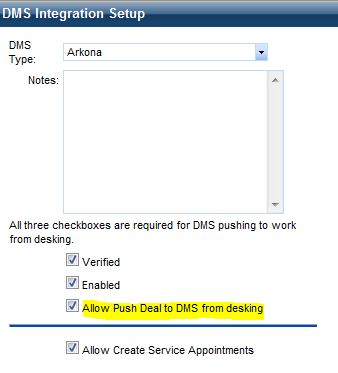 DMS Integration Setup
DMS
Type:
Arkona
Notes:
All three checkboxes are required for DMS pushing to work
from desking.
Verified
Enabled
Allow Push Deal to DMS from desking
Allow Create Service Appointments